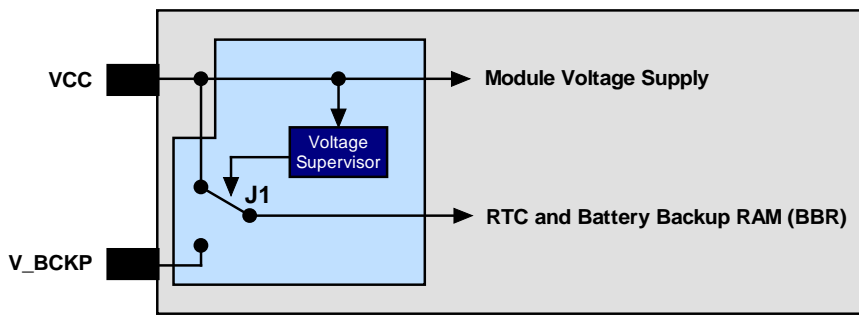 VCC
Module Voltage Supply
Voltage
Supervisor
J1
RTC and Battery Backup RAM (BBR)
V_BCKP